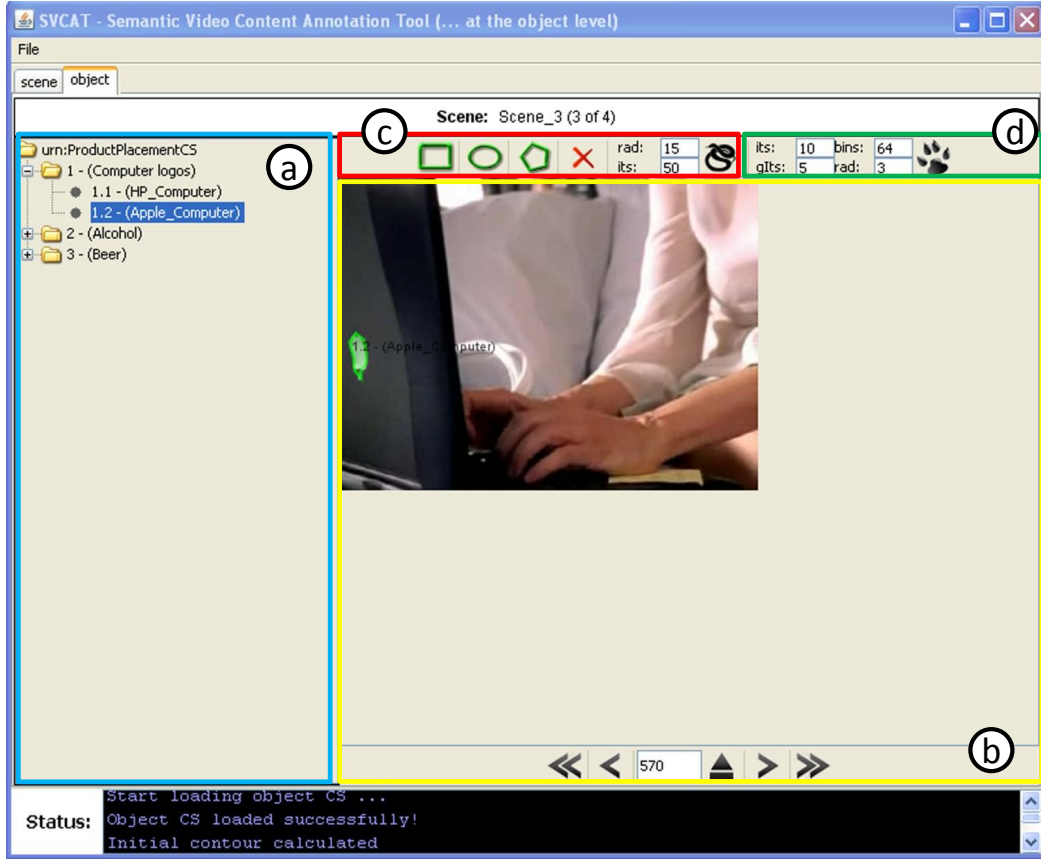 SVCAT - Semantic Video Content Annotation Tool (... at the object level)
File
scene object
Scene: Scene_3 (3 of 4)
c
d
rad: 15
its: 50
its: 10 bins: 64
gIts: 5 rad: 3
a
urn:ProductPlacementCS
1 - (Computer logos)
1.1 - (HP_Computer)
1.2 - (Apple_Computer)
2 - (Alcohol)
3 - (Beer)
1.2 - (Apple_Computer)
b
570
Status:
Start loading object CS ...
Object CS loaded successfully!
Initial contour calculated